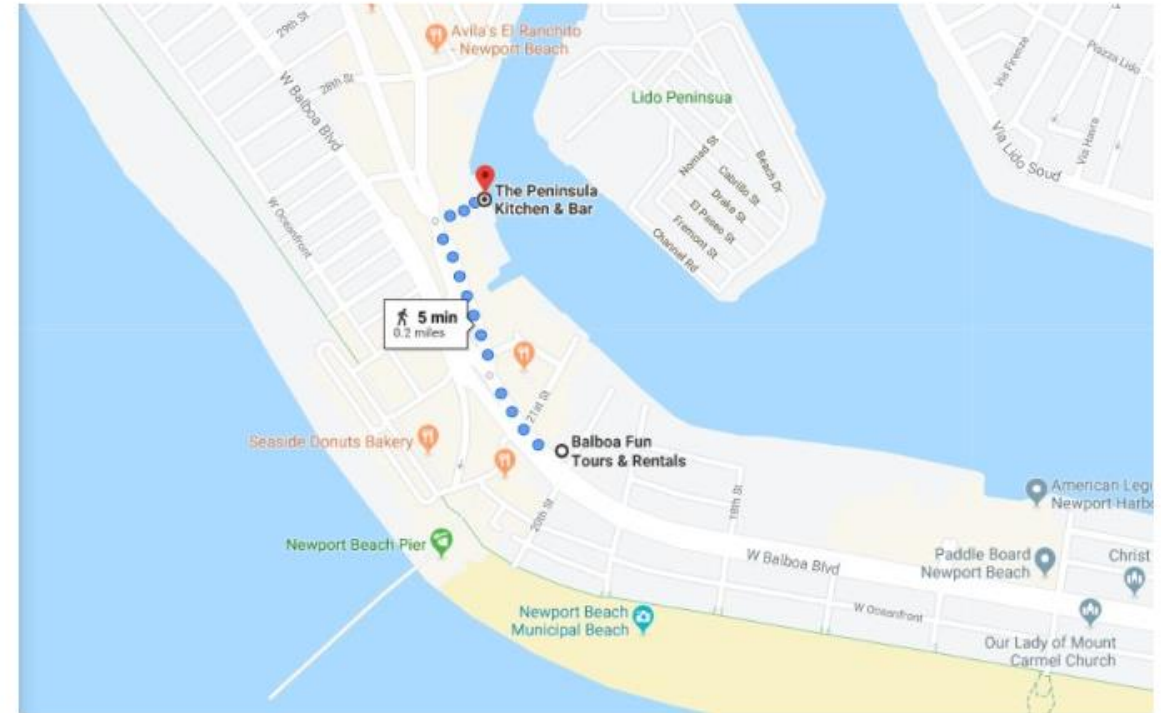 29th St
Avila's El Ranchito
- Newport Beach
Via Firenze
Piazza Lido
28th St
W Balboa Blvd
Lido Peninsua
Via Lido Soud
Via Havra
Nomad St
Beach Dr
Cabrillo St
Drake St
El Paseo St
Fremont St
Channel Rd
The Peninsula
Kitchen & Bar
W Oceanfront
5 min
0.2 miles
21st St
Seaside Donuts Bakery
Balboa Fun
Tours & Rentals
20th St
18th St
American Legi
Newport Harb
Newport Beach Pier
W Balboa Blvd
Paddle Board
Newport Beach
Christ
Newport Beach
Municipal Beach
W Oceanfront
Our Lady of Mount
Carmel Church